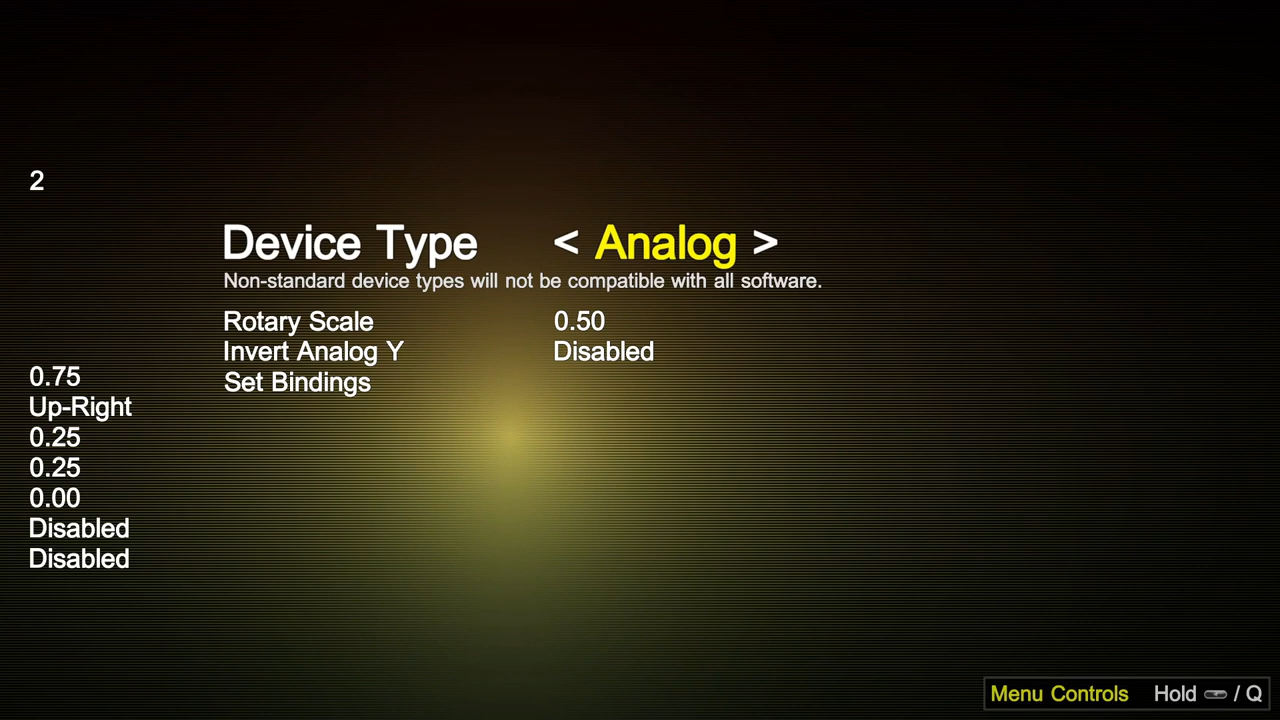 2
Device Type < Analog >
Non-standard device types will not be compatible with all software.
Rotary Scale 0.50
Invert Analog Y Disabled
Set Bindings
0.75
Up-Right
0.25
0.25
0.00
Disabled
Disabled
Menu Controls Hold / Q